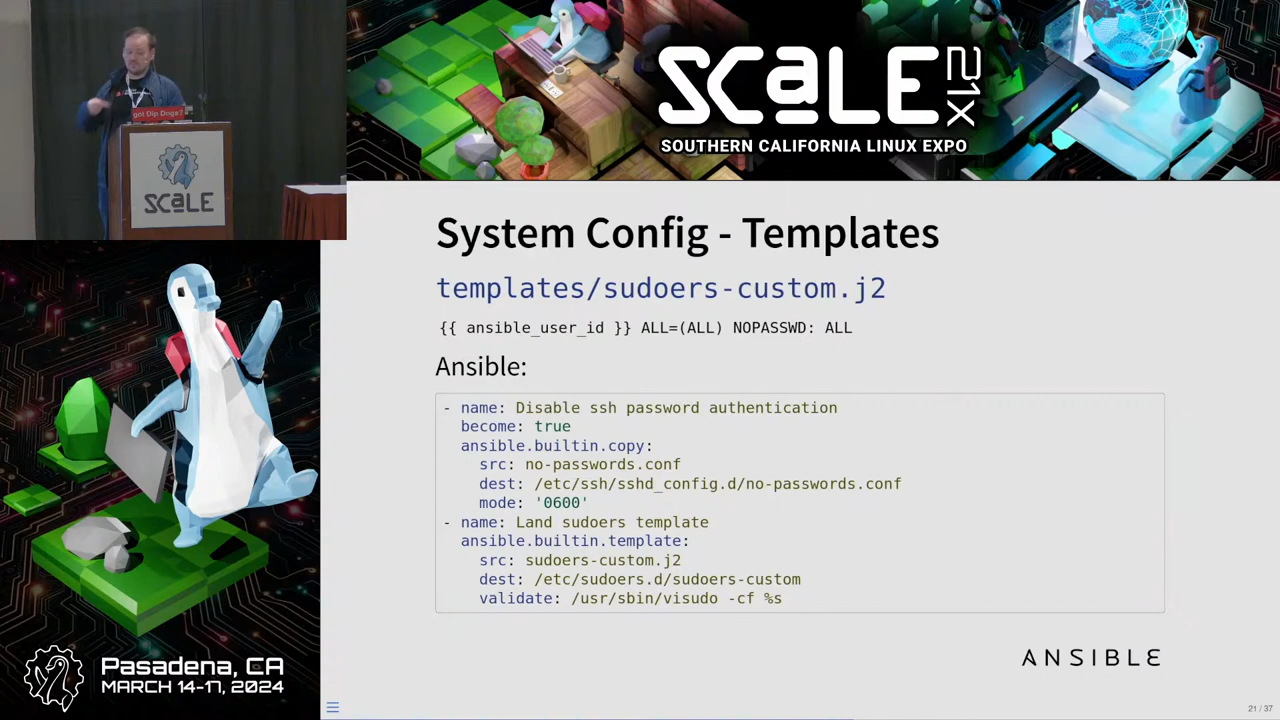 got Dip Dogs?
SCaLE
SCaLE 21X
SOUTHERN CALIFORNIA LINUX EXPO
System Config - Templates
templates/sudoers-custom.j2
{{ ansible_user_id }} ALL=(ALL) NOPASSWD: ALL
Ansible:
- name: Disable ssh password authentication
  become: true
  ansible.builtin.copy:
    src: no-passwords.conf
    dest: /etc/ssh/sshd_config.d/no-passwords.conf
    mode: '0600'
- name: Land sudoers template
  ansible.builtin.template:
    src: sudoers-custom.j2
    dest: /etc/sudoers.d/sudoers-custom
    validate: /usr/sbin/visudo -cf %s
ANSIBLE
Pasadena, CA
MARCH 14-17, 2024
21 / 37